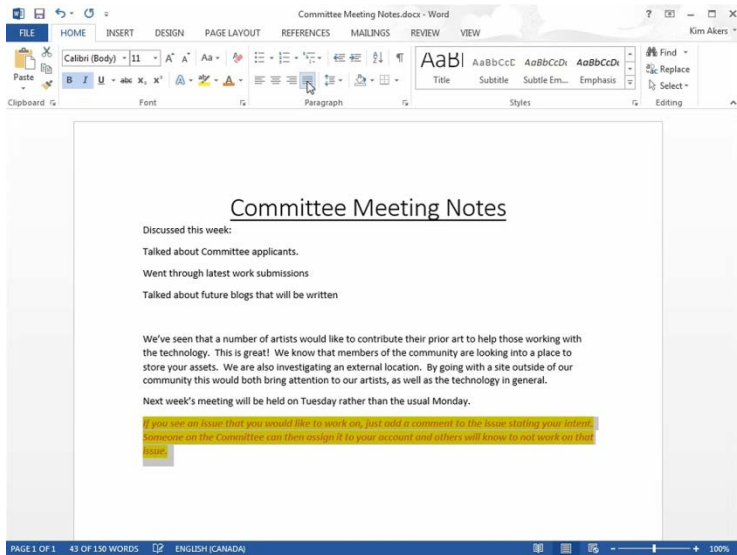 Committee Meeting Notes.docx - Word
?
FILE HOME INSERT DESIGN PAGE LAYOUT REFERENCES MAILINGS REVIEW VIEW Kim Akers
Paste
Calibri (Body) 11 A A Aa
B I U abc X₂ X² A A
AaBl AaBbCcD AaBbCcDc AaBbCcDc
Title Subtitle Subtle Em... Emphasis
Find
Replace
Select
Clipboard Font Paragraph Styles Editing
Committee Meeting Notes
Discussed this week:
Talked about Committee applicants.
Went through latest work submissions
Talked about future blogs that will be written
We've seen that a number of artists would like to contribute their prior art to help those working with
the technology. This is great! We know that members of the community are looking into a place to
store your assets. We are also investigating an external location. By going with a site outside of our
community this would both bring attention to our artists, as well as the technology in general.
Next week's meeting will be held on Tuesday rather than the usual Monday.
If you see an issue that you would like to work on, just add a comment to the issue stating your intent.
Someone on the Committee can then assign it to your account and others will know to not work on that
issue.
PAGE 1 OF 1 43 OF 150 WORDS ENGLISH (CANADA) 100%